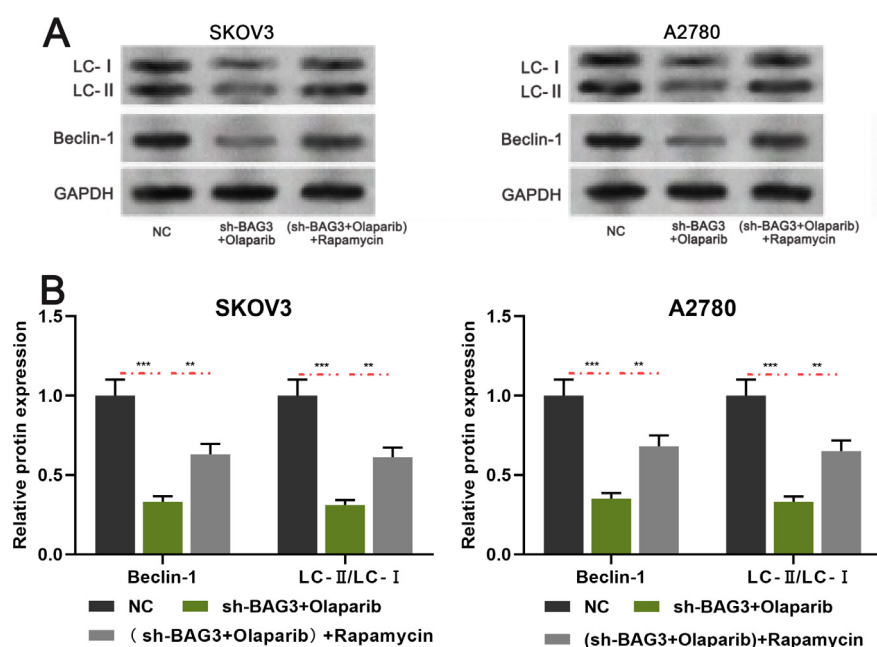 A
SKOV3
LC- Ⅰ
LC-Ⅱ
Beclin-1
GAPDH
NC
sh-BAG3
+Olaparib
(sh-BAG3+Olaparib)
+Rapamycin
A2780
LC- Ⅰ
LC-Ⅱ
Beclin-1
GAPDH
NC
sh-BAG3
+Olaparib
(sh-BAG3+Olaparib)
+Rapamycin
B
SKOV3
Relative protin expression
1.5
1.0
0.5
0.0
*** ** *** **
Beclin-1
LC-Ⅱ/LC-Ⅰ
NC
sh-BAG3+Olaparib
（sh-BAG3+Olaparib）+Rapamycin
A2780
Relative protin expression
1.5
1.0
0.5
0.0
*** ** *** **
Beclin-1
LC-Ⅱ/LC-Ⅰ
NC
sh-BAG3+Olaparib
(sh-BAG3+Olaparib)+Rapamycin